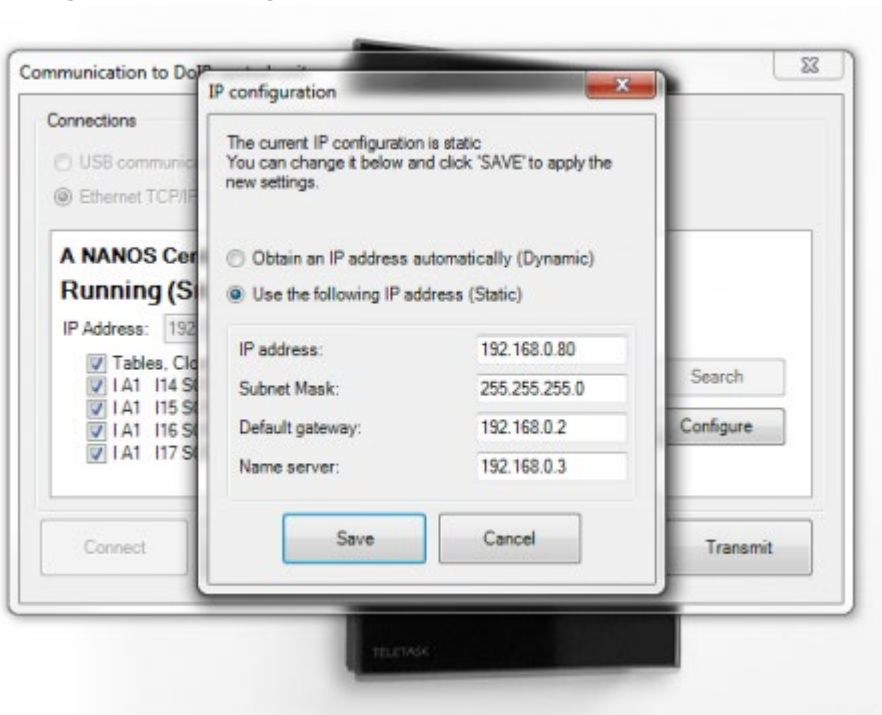 Communication to
IP configuration
Connections
The current IP configuration is static
You can change it below and click 'SAVE' to apply the
new settings.
USB
Ethernet TCP/IP
Obtain an IP address automatically (Dynamic)
Use the following IP address (Static)
A NANOS
Running
IP Address: 192
Tables,
I A1 I14
I A1 I15
I A1 I16
I A1 I17
IP address: 192.168.0.80
Subnet Mask: 255.255.255.0
Default gateway: 192.168.0.2
Name server: 192.168.0.3
Search
Configure
Connect
Save
Cancel
Transmit
TELETASK